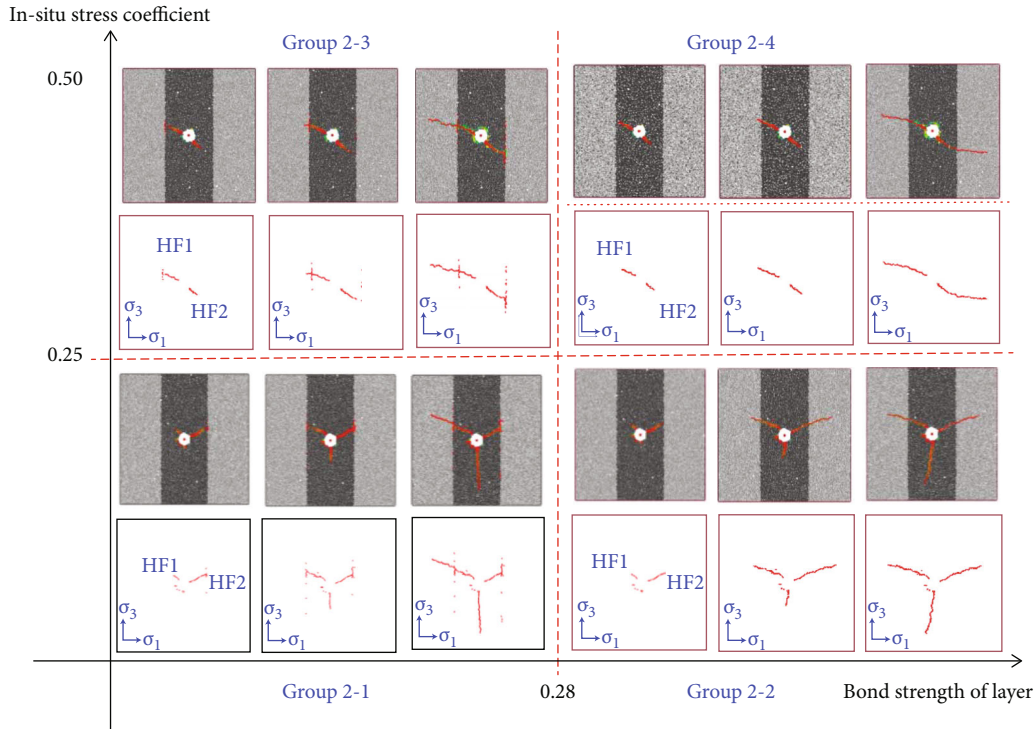 In-situ stress coefficient
Group 2-3
Group 2-4
0.50
HF1
HF2
σ3
σ1
HF1
HF2
σ3
σ1
σ3
σ1
σ3
σ1
σ3
σ1
σ3
σ1
0.25
HF1
HF2
σ3
σ1
HF1
HF2
σ3
σ1
σ3
σ1
σ3
σ1
σ3
σ1
σ3
σ1
Group 2-1
0.28
Group 2-2
Bond strength of layer